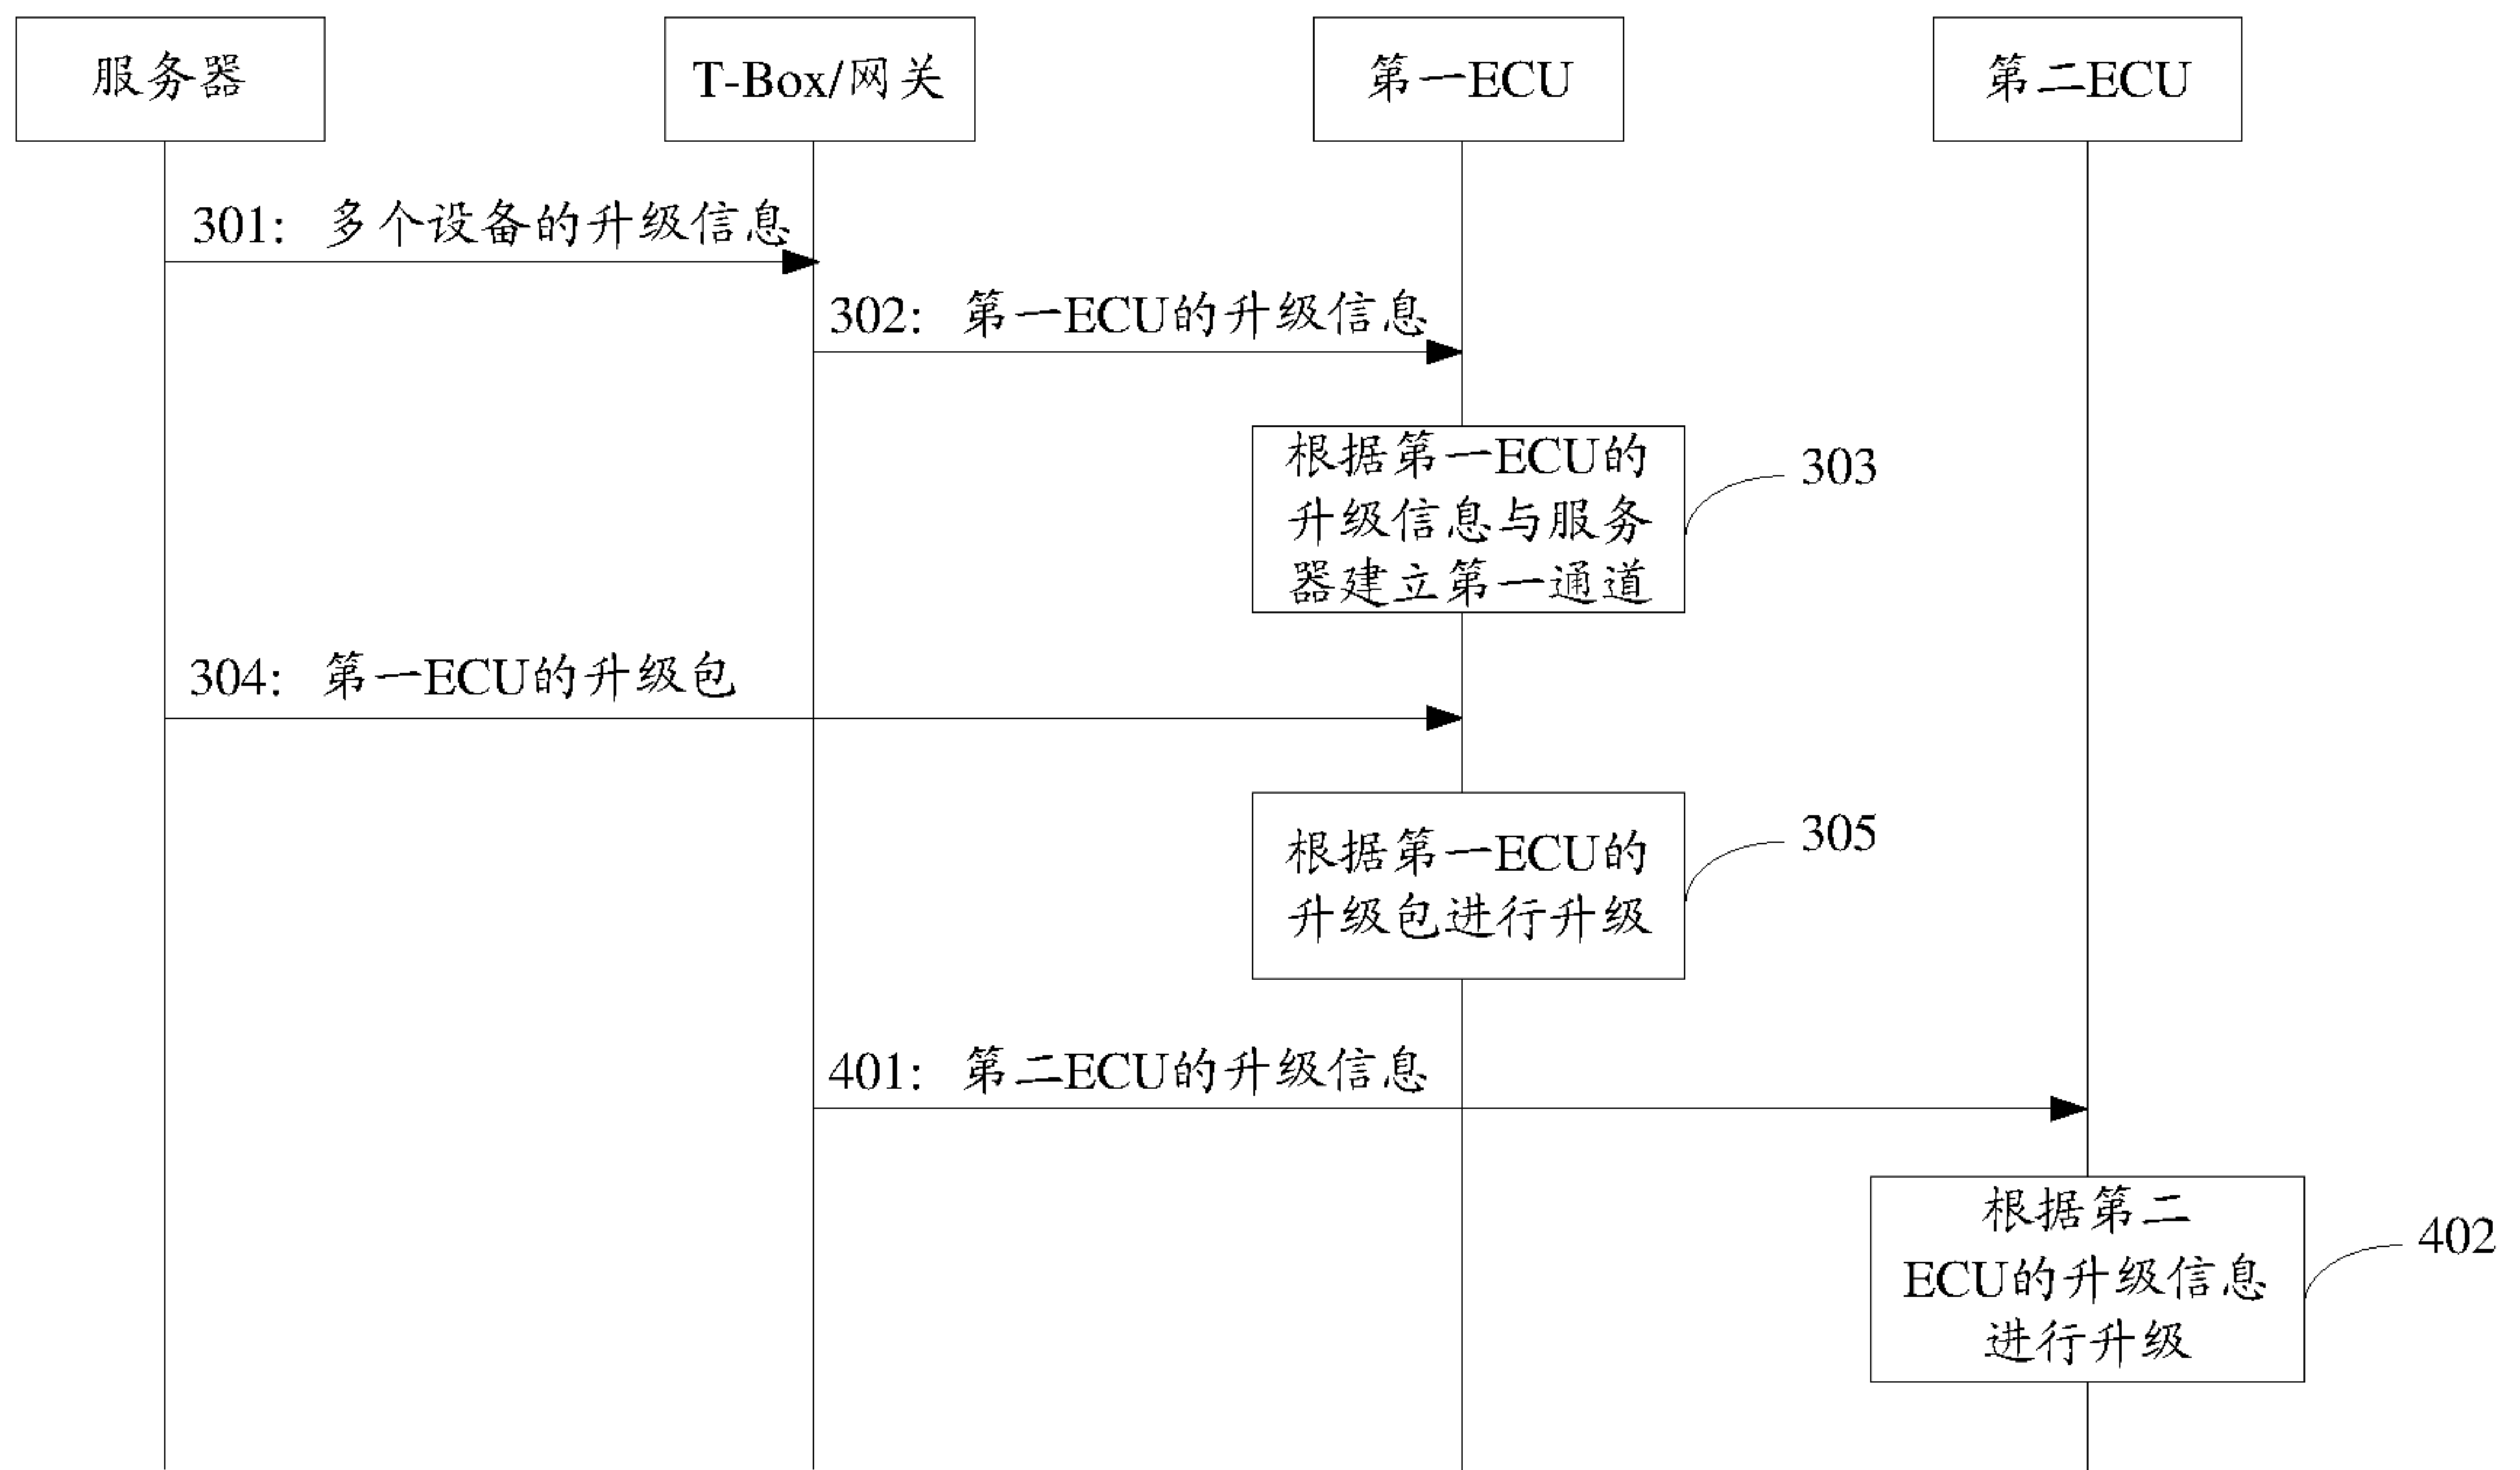 服务器
T-Box/网关
第一ECU
第二ECU
301：多个设备的升级信息
302：第一ECU的升级信息
根据第一ECU的
升级信息与服务
器建立第一通道
303
304：第一ECU的升级包
根据第一ECU的
升级包进行升级
305
401：第二ECU的升级信息
根据第二
ECU的升级信息
进行升级
402